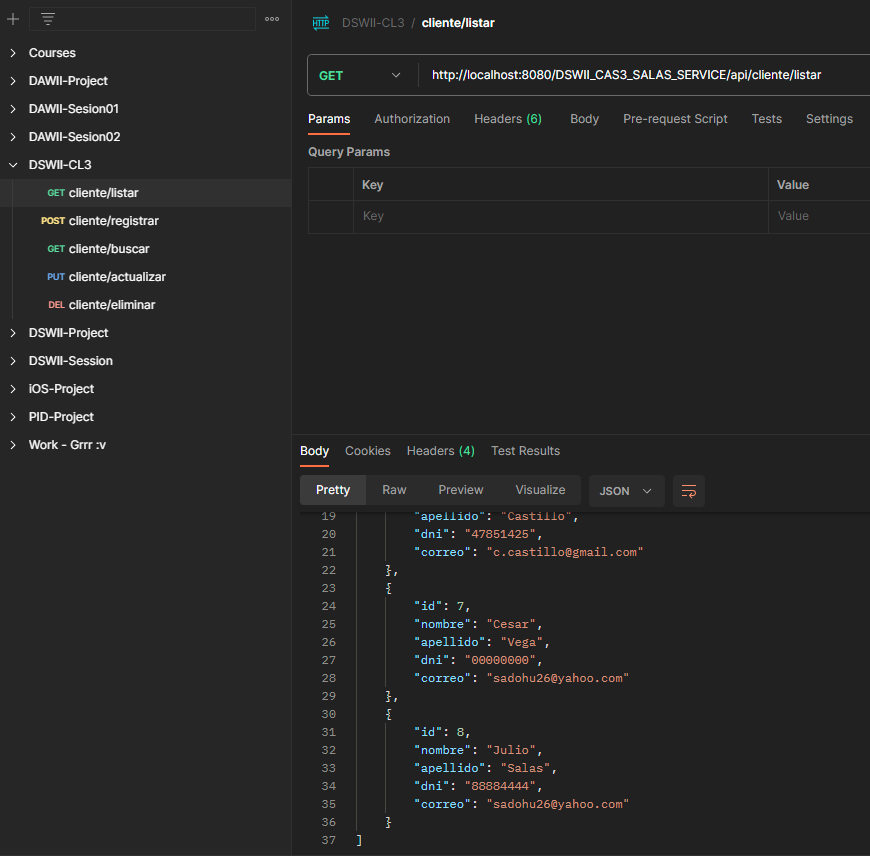 Courses
DAWII-Project
DAWII-Sesion01
DAWII-Sesion02
DSWII-CL3
GET cliente/listar
POST cliente/registrar
GET cliente/buscar
PUT cliente/actualizar
DEL cliente/eliminar
DSWII-Project
DSWII-Session
iOS-Project
PID-Project
Work - Grrr :v
HTTP DSWII-CL3 / cliente/listar
GET http://localhost:8080/DSWII_CAS3_SALAS_SERVICE/api/cliente/listar
Params Authorization Headers (6) Body Pre-request Script Tests Settings
Query Params
Key Value
Key Value
Body Cookies Headers (4) Test Results
Pretty Raw Preview Visualize JSON
19 "apellido": "Castillo",
20 "dni": "47851425",
21 "correo": "c.castillo@gmail.com"
22 },
23 {
24 "id": 7,
25 "nombre": "Cesar",
26 "apellido": "Vega",
27 "dni": "00000000",
28 "correo": "sadohu26@yahoo.com"
29 },
30 {
31 "id": 8,
32 "nombre": "Julio",
33 "apellido": "Salas",
34 "dni": "88884444",
35 "correo": "sadohu26@yahoo.com"
36 }
37 ]